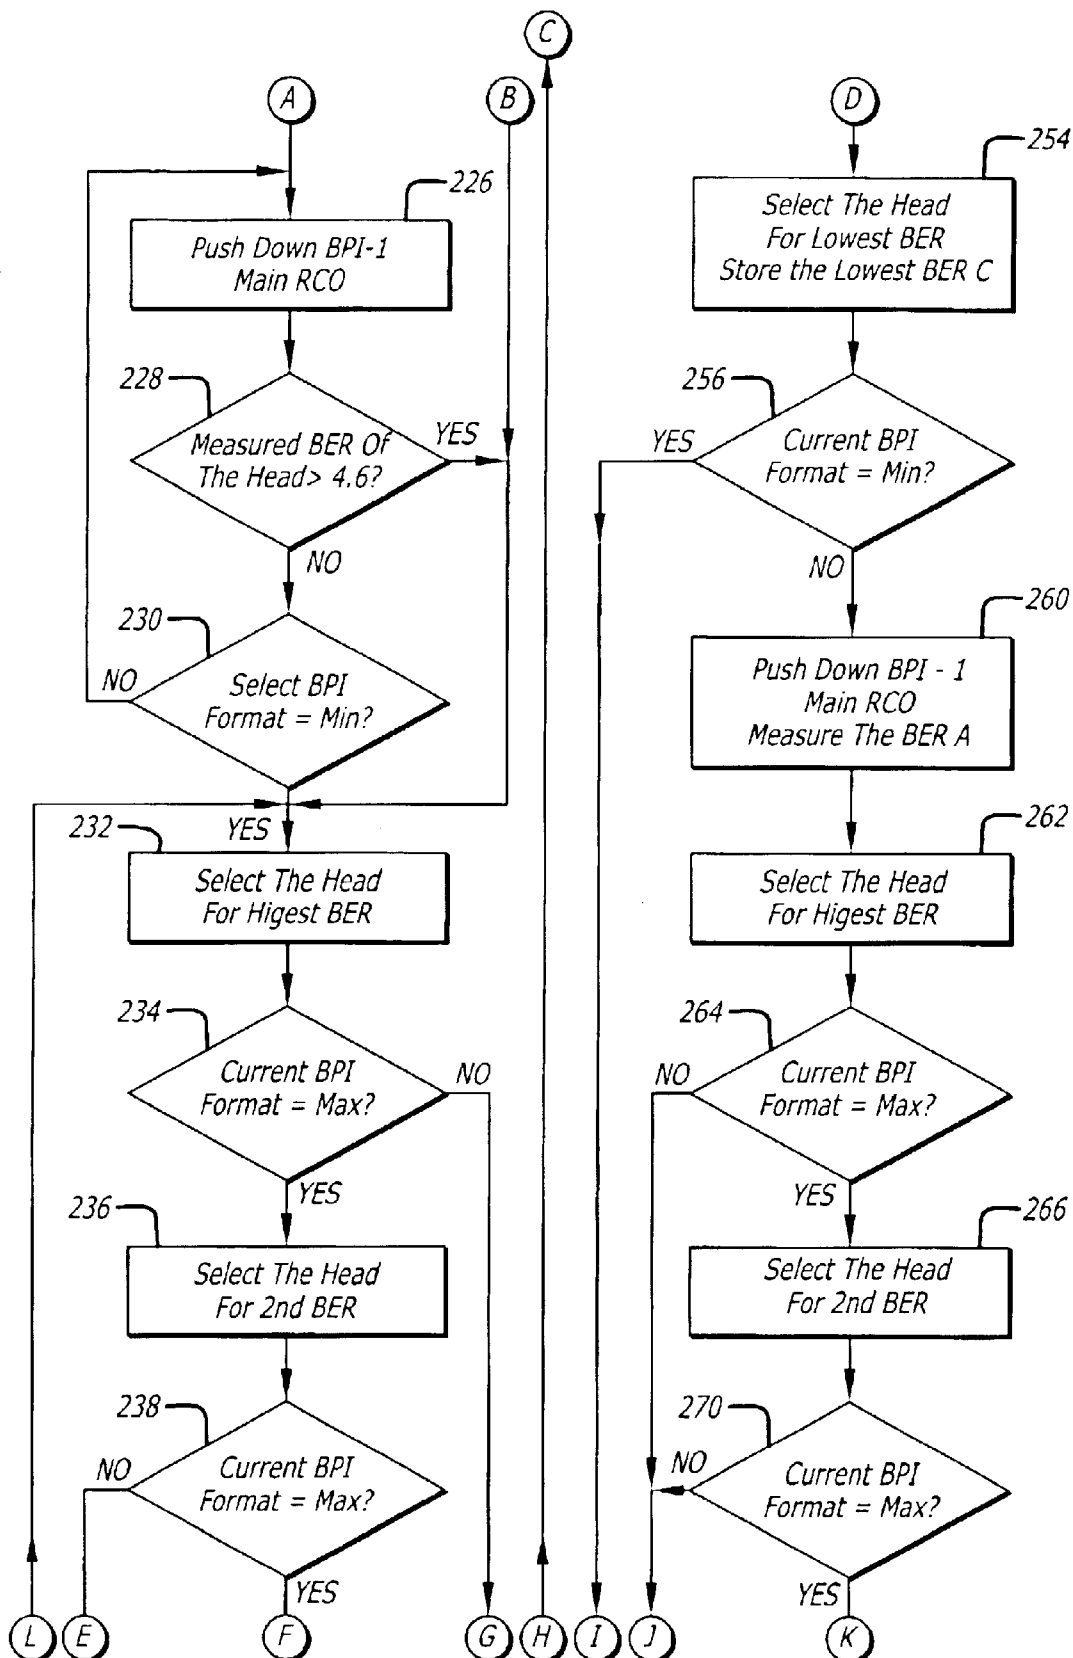 C
A
B
D
254
226
Select The Head
For Lowest BER
Store the Lowest BER C
Push Down BPI-1
Main RCO
228
256
Measured BER Of
The Head> 4.6?
YES
YES
Current BPI
Format = Min?
NO
NO
230
260
Select BPI
Format = Min?
NO
Push Down BPI - 1
Main RCO
Measure The BER A
232
YES
262
Select The Head
For Higest BER
Select The Head
For Higest BER
234
264
Current BPI
Format = Max?
NO
NO
Current BPI
Format = Max?
YES
YES
236
266
Select The Head
For 2nd BER
Select The Head
For 2nd BER
238
270
NO
Current BPI
Format = Max?
NO
Current BPI
Format = Max?
YES
YES
L
E
F
G
H
I
J
K